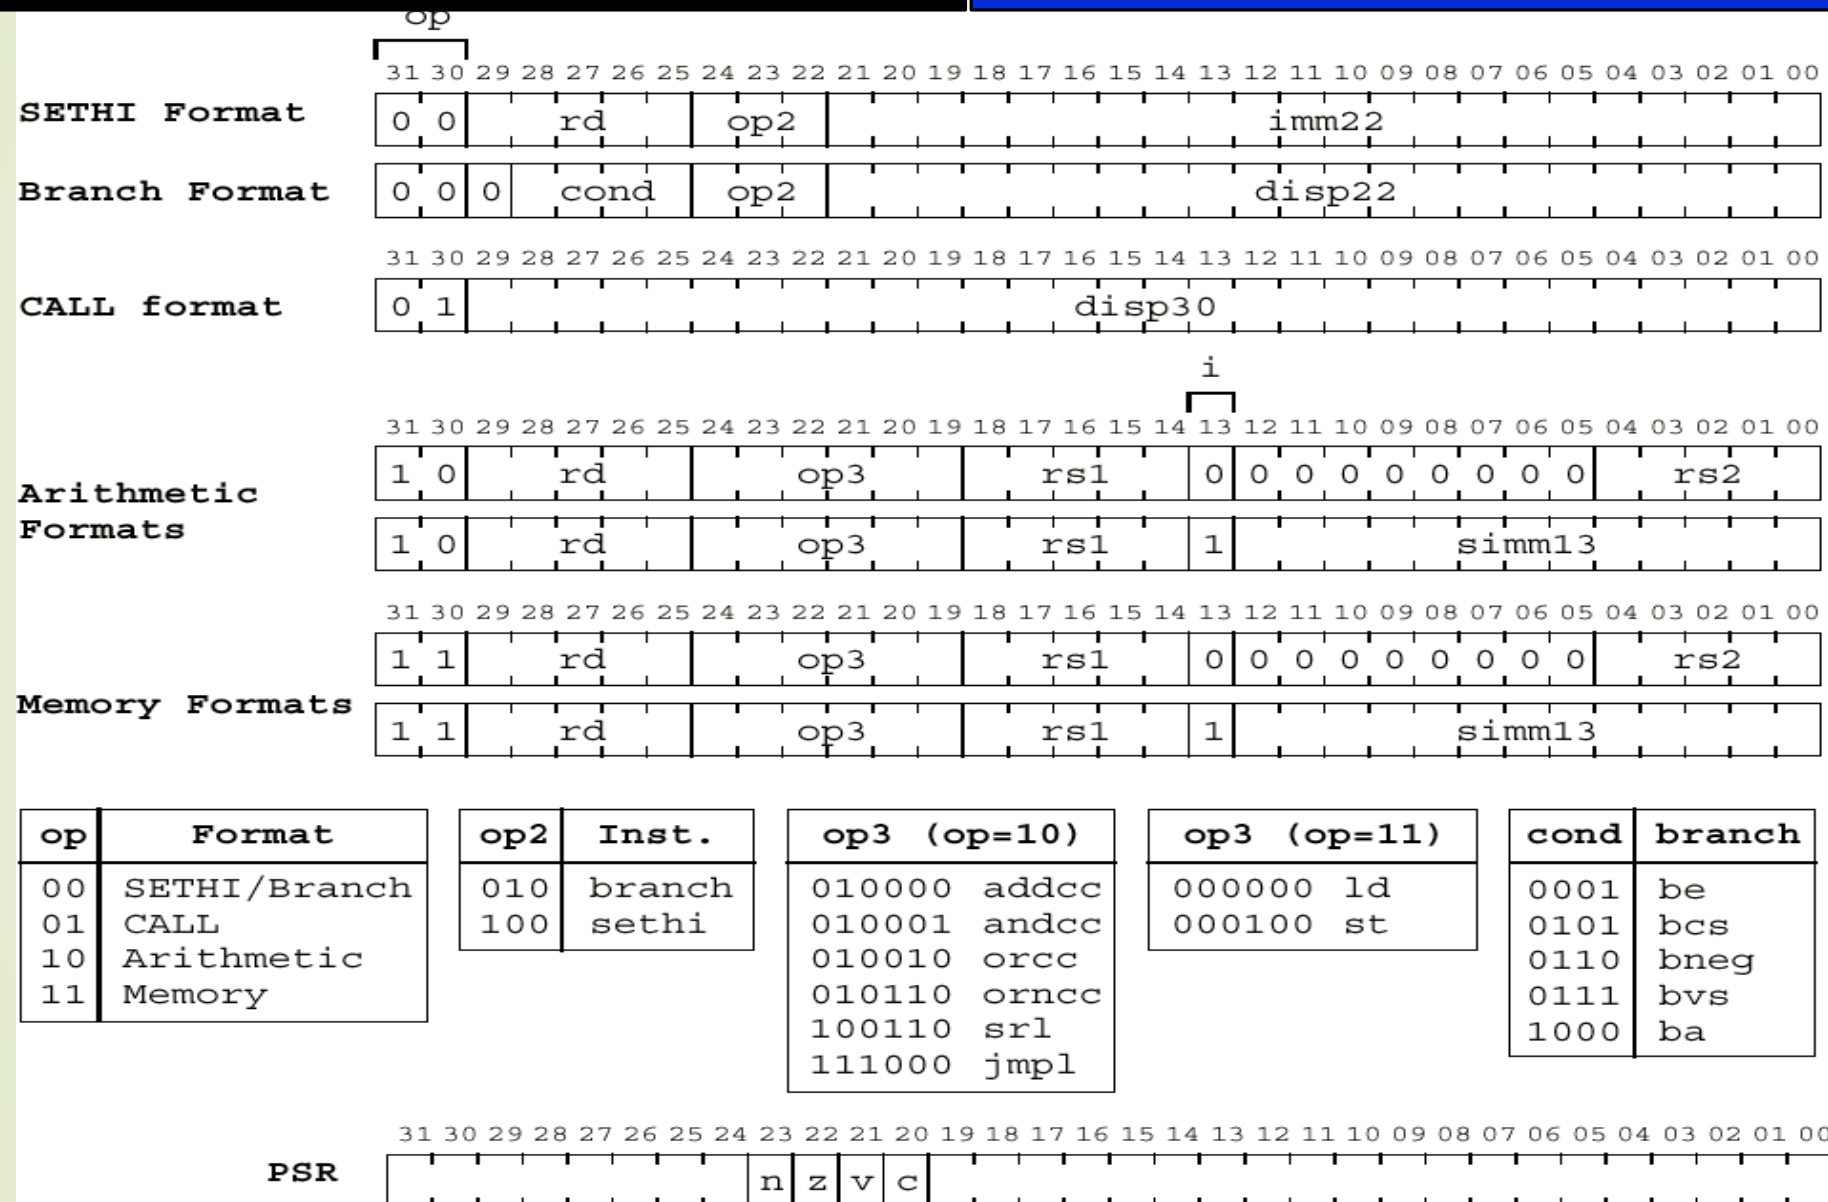 op
31 30 29 28 27 26 25 24 23 22 21 20 19 18 17 16 15 14 13 12 11 10 09 08 07 06 05 04 03 02 01 00
SETHI Format 0 0 rd op2 imm22
Branch Format 0 0 0 cond op2 disp22
31 30 29 28 27 26 25 24 23 22 21 20 19 18 17 16 15 14 13 12 11 10 09 08 07 06 05 04 03 02 01 00
CALL format 0 1 disp30
i
31 30 29 28 27 26 25 24 23 22 21 20 19 18 17 16 15 14 13 12 11 10 09 08 07 06 05 04 03 02 01 00
Arithmetic
Formats
1 0 rd op3 rs1 0 0 0 0 0 0 0 0 0 rs2
1 0 rd op3 rs1 1 simm13
31 30 29 28 27 26 25 24 23 22 21 20 19 18 17 16 15 14 13 12 11 10 09 08 07 06 05 04 03 02 01 00
Memory Formats
1 1 rd op3 rs1 0 0 0 0 0 0 0 0 0 rs2
1 1 rd op3 rs1 1 simm13
op Format
00 SETHI/Branch
01 CALL
10 Arithmetic
11 Memory
op2 Inst.
010 branch
100 sethi
op3 (op=10)
010000 addcc
010001 andcc
010010 orcc
010110 orncc
100110 srl
111000 jmpl
op3 (op=11)
000000 ld
000100 st
cond branch
0001 be
0101 bcs
0110 bneg
0111 bvs
1000 ba
31 30 29 28 27 26 25 24 23 22 21 20 19 18 17 16 15 14 13 12 11 10 09 08 07 06 05 04 03 02 01 00
PSR n z v c